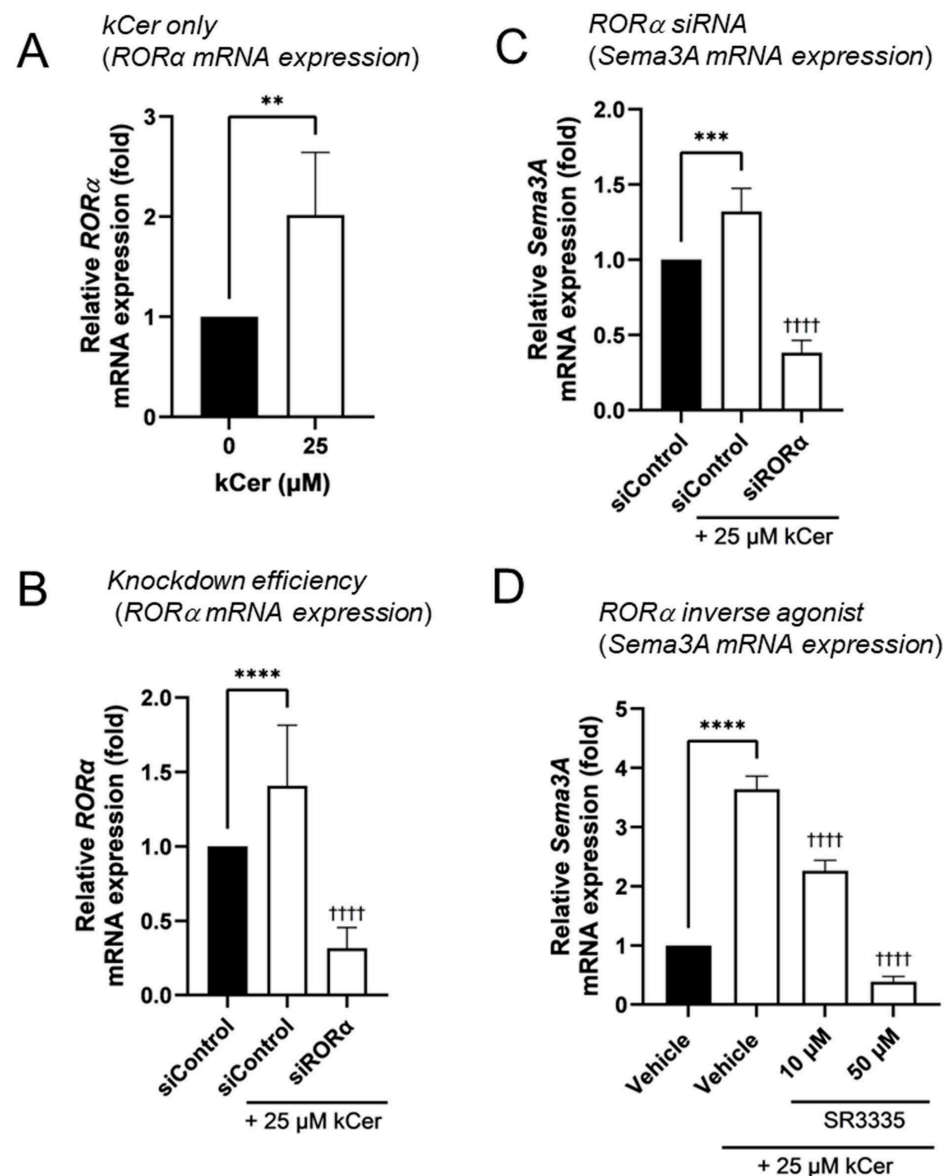 A
kCer only
(RORα mRNA expression)
Relative RORα
mRNA expression (fold)
3
2
1
0
**
0
25
kCer (μM)
B
Knockdown efficiency
(RORα mRNA expression)
Relative RORα
mRNA expression (fold)
2.0
1.5
1.0
0.5
0.0
****
††††
siControl
siControl
siRORα
+ 25 μM kCer
C
RORα siRNA
(Sema3A mRNA expression)
Relative Sema3A
mRNA expression (fold)
2.0
1.5
1.0
0.5
0.0
***
††††
siControl
siControl
siRORα
+ 25 μM kCer
D
RORα inverse agonist
(Sema3A mRNA expression)
Relative Sema3A
mRNA expression (fold)
5
4
3
2
1
0
****
††††
††††
Vehicle
Vehicle
10 μM
50 μM
SR3335
+ 25 μM kCer